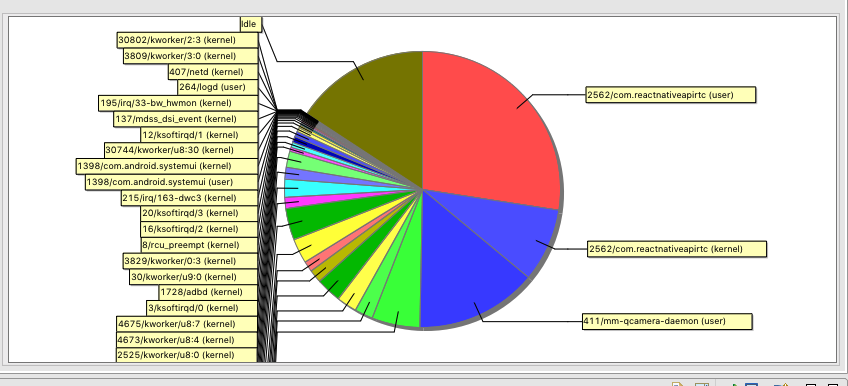 Idle
30802/kworker/2:3 (kernel)
3809/kworker/3:0 (kernel)
407/netd (kernel)
264/logd (user)
195/irq/33-bw_hwmon (kernel)
137/mdss_dsi_event (kernel)
12/ksoftirqd/1 (kernel)
30744/kworker/u8:30 (kernel)
1398/com.android.systemui (kernel)
1398/com.android.systemui (user)
215/irq/163-dwc3 (kernel)
20/ksoftirqd/3 (kernel)
16/ksoftirqd/2 (kernel)
8/rcu_preempt (kernel)
3829/kworker/0:3 (kernel)
30/kworker/u9:0 (kernel)
1728/adbd (kernel)
3/ksoftirqd/0 (kernel)
4675/kworker/u8:7 (kernel)
4673/kworker/u8:4 (kernel)
2525/kworker/u8:0 (kernel)
2562/com.reactnativeapirtc (user)
2562/com.reactnativeapirtc (kernel)
411/mm-qcamera-daemon (user)